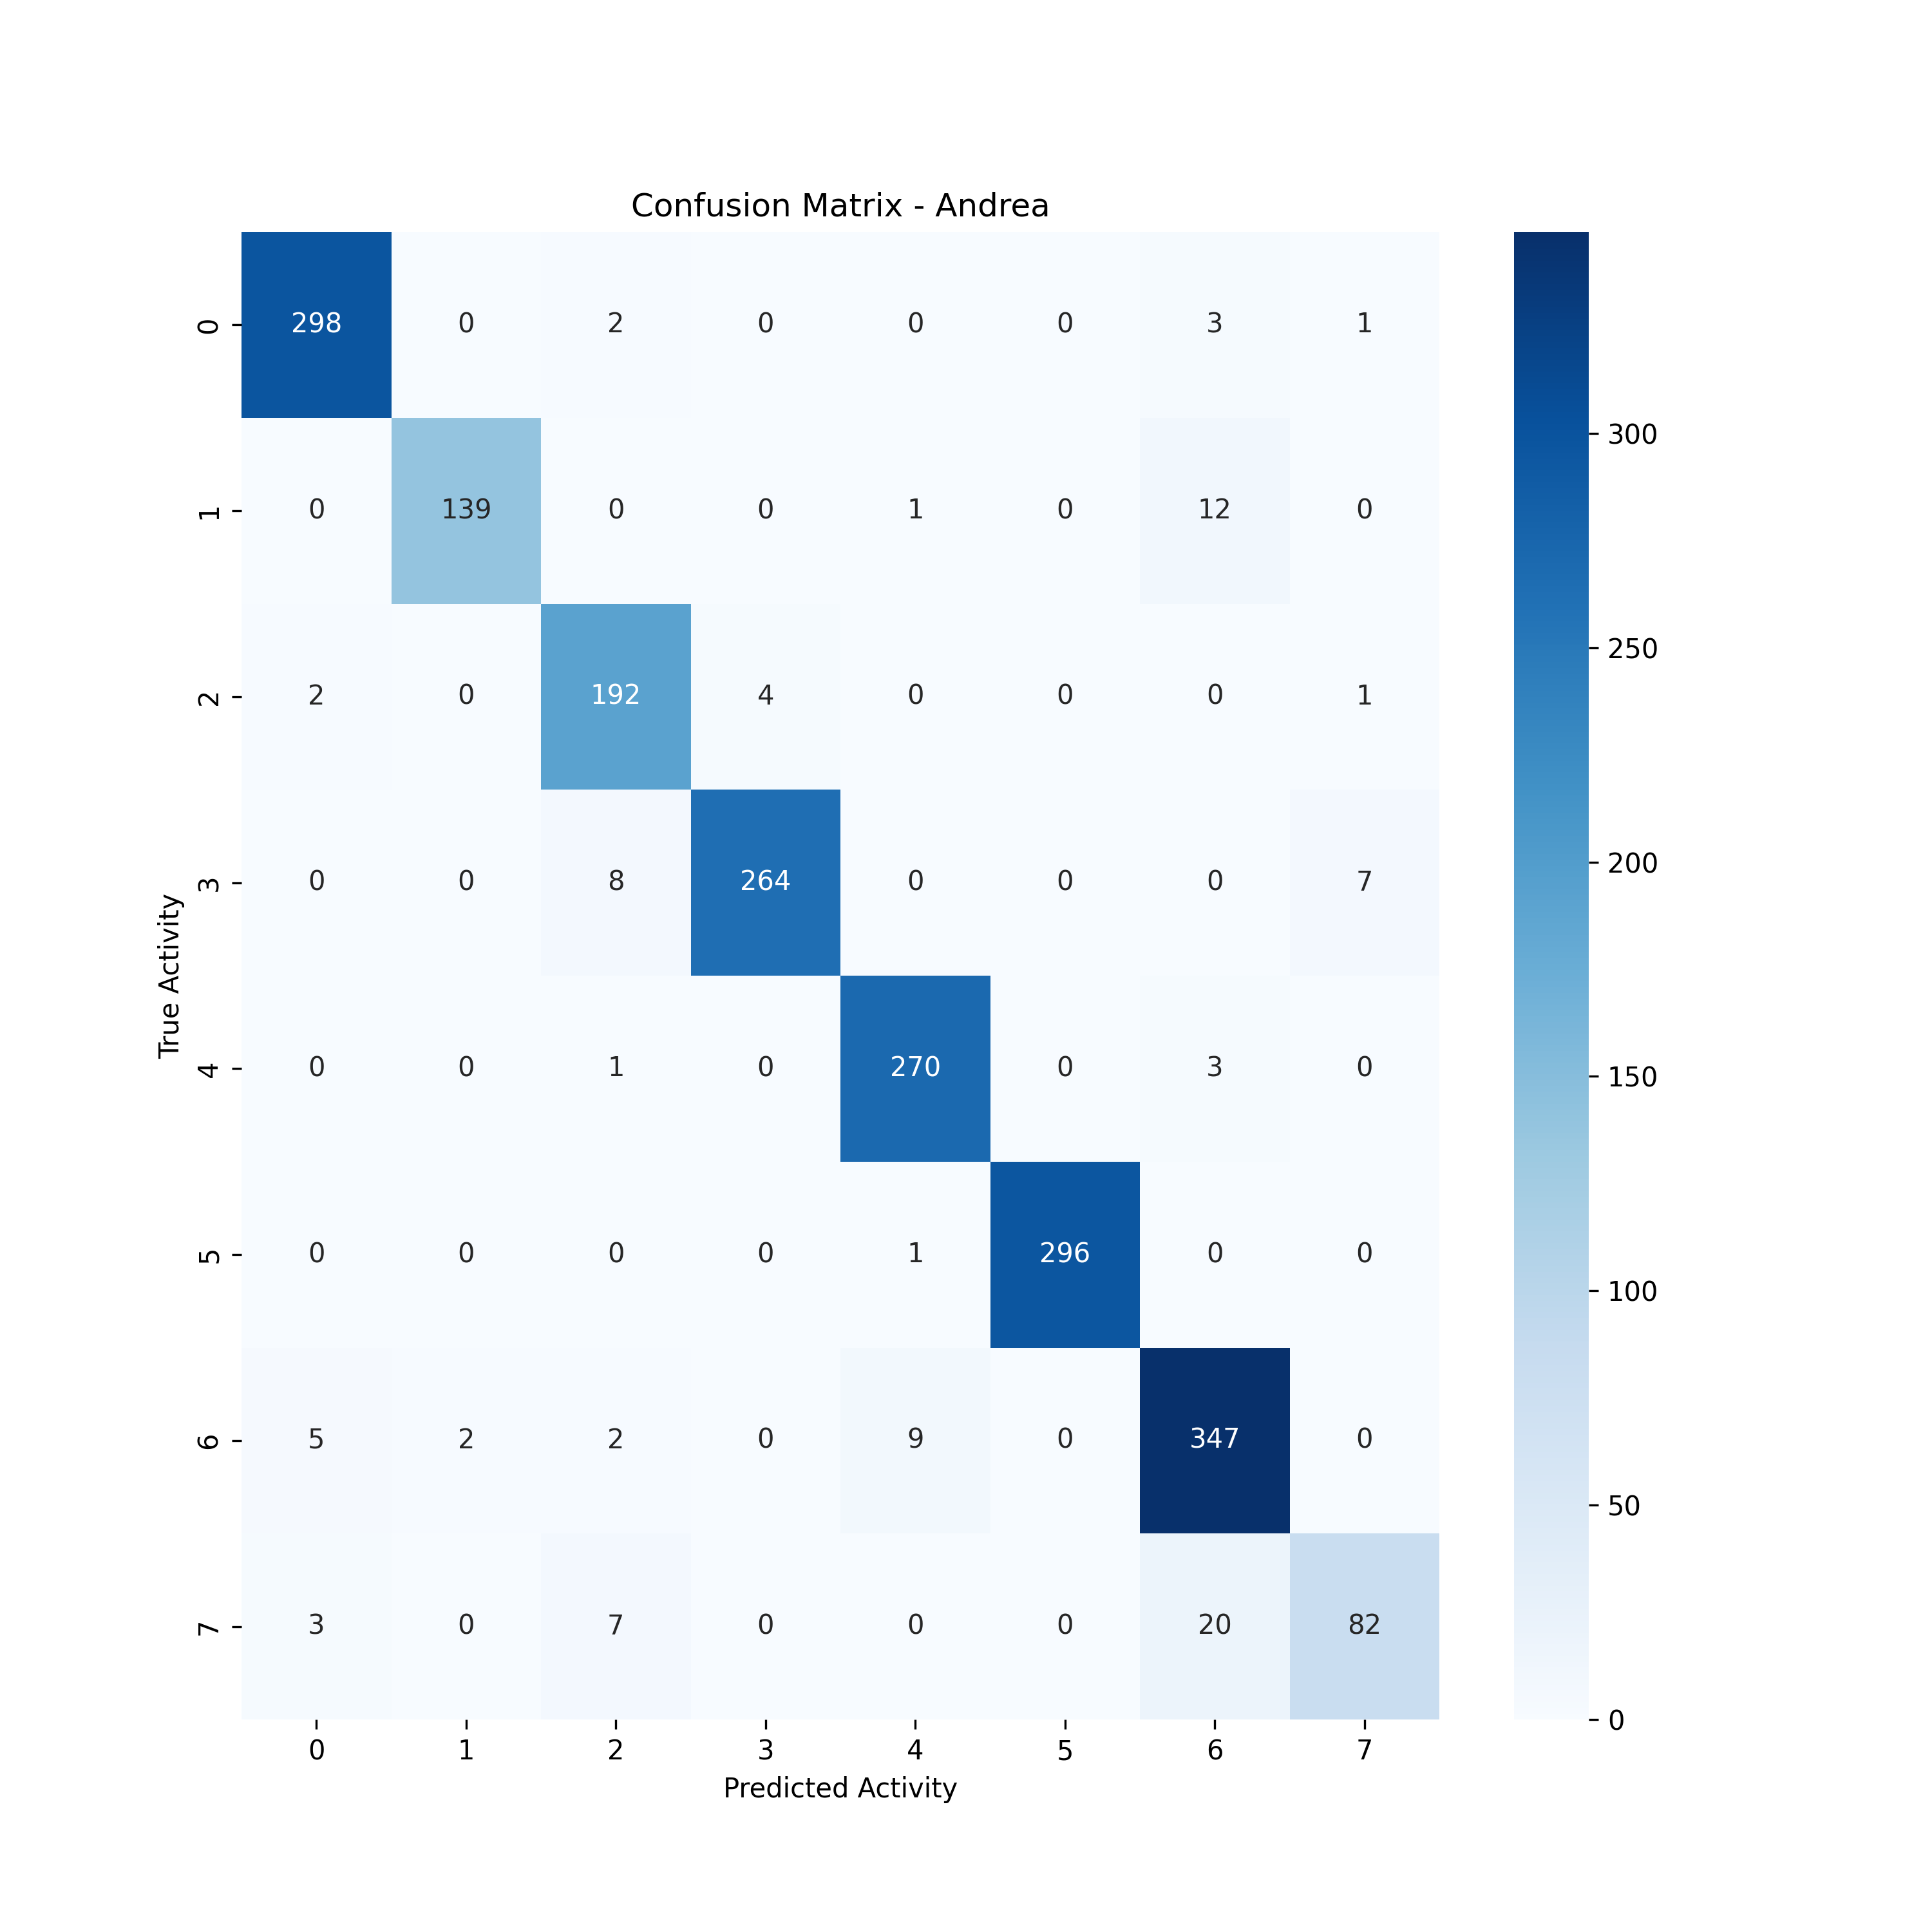 Confusion Matrix - Andrea
True Activity
0 298 0 2 0 0 0 3 1
1 0 139 0 0 1 0 12 0
2 2 0 192 4 0 0 0 1
3 0 0 8 264 0 0 0 7
4 0 0 1 0 270 0 3 0
5 0 0 0 0 1 296 0 0
6 5 2 2 0 9 0 347 0
7 3 0 7 0 0 0 20 82
0 1 2 3 4 5 6 7
Predicted Activity
300
250
200
150
100
50
0